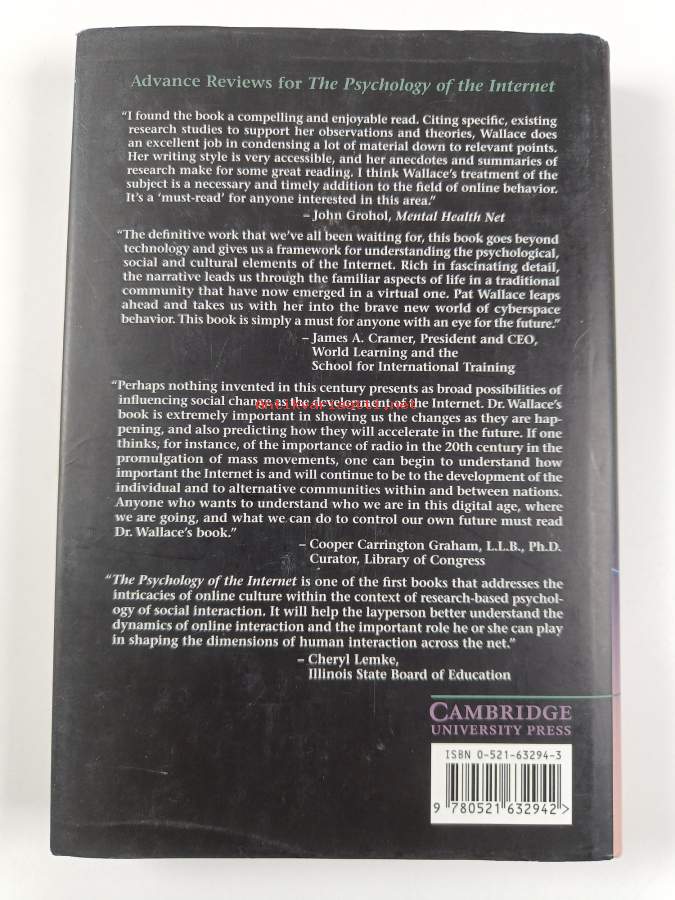 Advance Reviews for The Psychology of the Internet
“I found the book a compelling and enjoyable read. Citing specific, existing
research studies to support her observations and theories, Wallace does
an excellent job in condensing a lot of material down to relevant points.
Her writing style is very accessible, and her anecdotes and summaries of
research make for some great reading. I think Wallace’s treatment of the
subject is a necessary and timely addition to the field of online behavior.
It’s a ‘must-read’ for anyone interested in this area.”
– John Grohol, Mental Health Net
“The definitive work that we’ve all been waiting for, this book goes beyond
technology and gives us a framework for understanding the psychological,
social and cultural elements of the Internet. Rich in fascinating detail,
the narrative leads us through the familiar aspects of life in a traditional
community that have now emerged in a virtual one. Pat Wallace leaps
ahead and takes us with her into the brave new world of cyberspace
behavior. This book is simply a must for anyone with an eye for the future.”
– James A. Cramer, President and CEO,
World Learning and the
School for International Training
“Perhaps nothing invented in this century presents as broad possibilities of
influencing social change as the development of the Internet. Dr. Wallace’s
book is extremely important in showing us the changes as they are hap-
pening, and also predicting how they will accelerate in the future. If one
thinks, for instance, of the importance of radio in the 20th century in the
promulgation of mass movements, one can begin to understand how
important the Internet is and will continue to be to the development of the
individual and to alternative communities within and between nations.
Anyone who wants to understand who we are in this digital age, where
we are going, and what we can do to control our own future must read
Dr. Wallace’s book.”
– Cooper Carrington Graham, L.L.B., Ph.D.
Curator, Library of Congress
“The Psychology of the Internet is one of the first books that addresses the
intricacies of online culture within the context of research-based psychol-
ogy of social interaction. It will help the layperson better understand the
dynamics of online interaction and the important role he or she can play
in shaping the dimensions of human interaction across the net.”
– Cheryl Lemke,
Illinois State Board of Education
CAMBRIDGE
UNIVERSITY PRESS
ISBN 0-521-63294-3
9 780521 632942 >